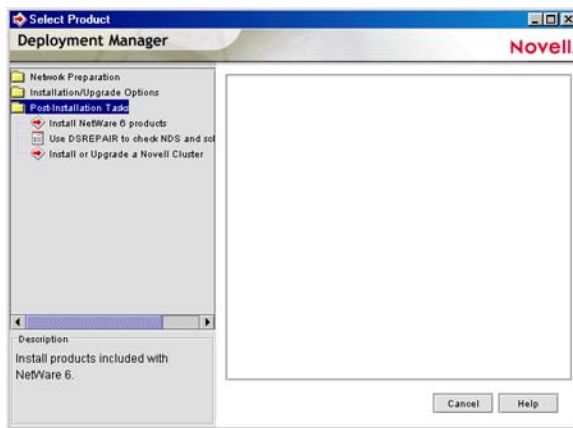 Select Product
Deployment Manager
Novell.
Network Preparation
Installation/Upgrade Options
Post-Installation Tasks
Install NetWare 6 products
Use DSREPAIR to check NDS and scl
Install or Upgrade a Novell Cluster
Description
Install products included with
NetWare 6.
Cancel
Help